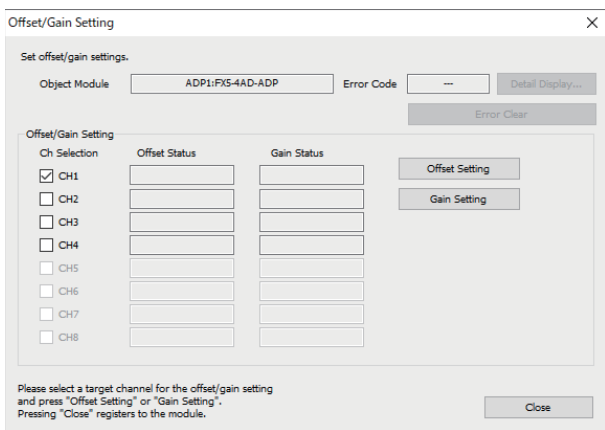 Offset/Gain Setting
Set offset/gain settings.
Object Module ADP1:FX5-4AD-ADP Error Code --- Detail Display...
Error Clear
Offset/Gain Setting
Ch Selection Offset Status Gain Status
CH1 Offset Setting
CH2 Gain Setting
CH3
CH4
CH5
CH6
CH7
CH8
Please select a target channel for the offset/gain setting
and press "Offset Setting" or "Gain Setting".
Pressing "Close" registers to the module.
Close